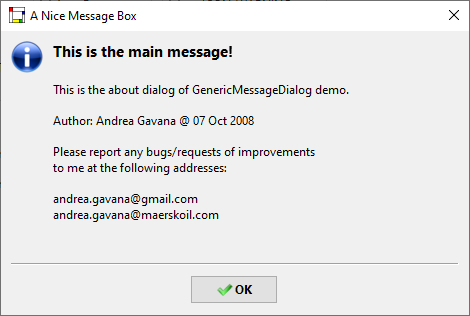 A Nice Message Box
This is the main message!
This is the about dialog of GenericMessageDialog demo.
Author: Andrea Gavana @ 07 Oct 2008
Please report any bugs/requests of improvements
to me at the following addresses:
andrea.gavana@gmail.com
andrea.gavana@maerskoil.com
OK